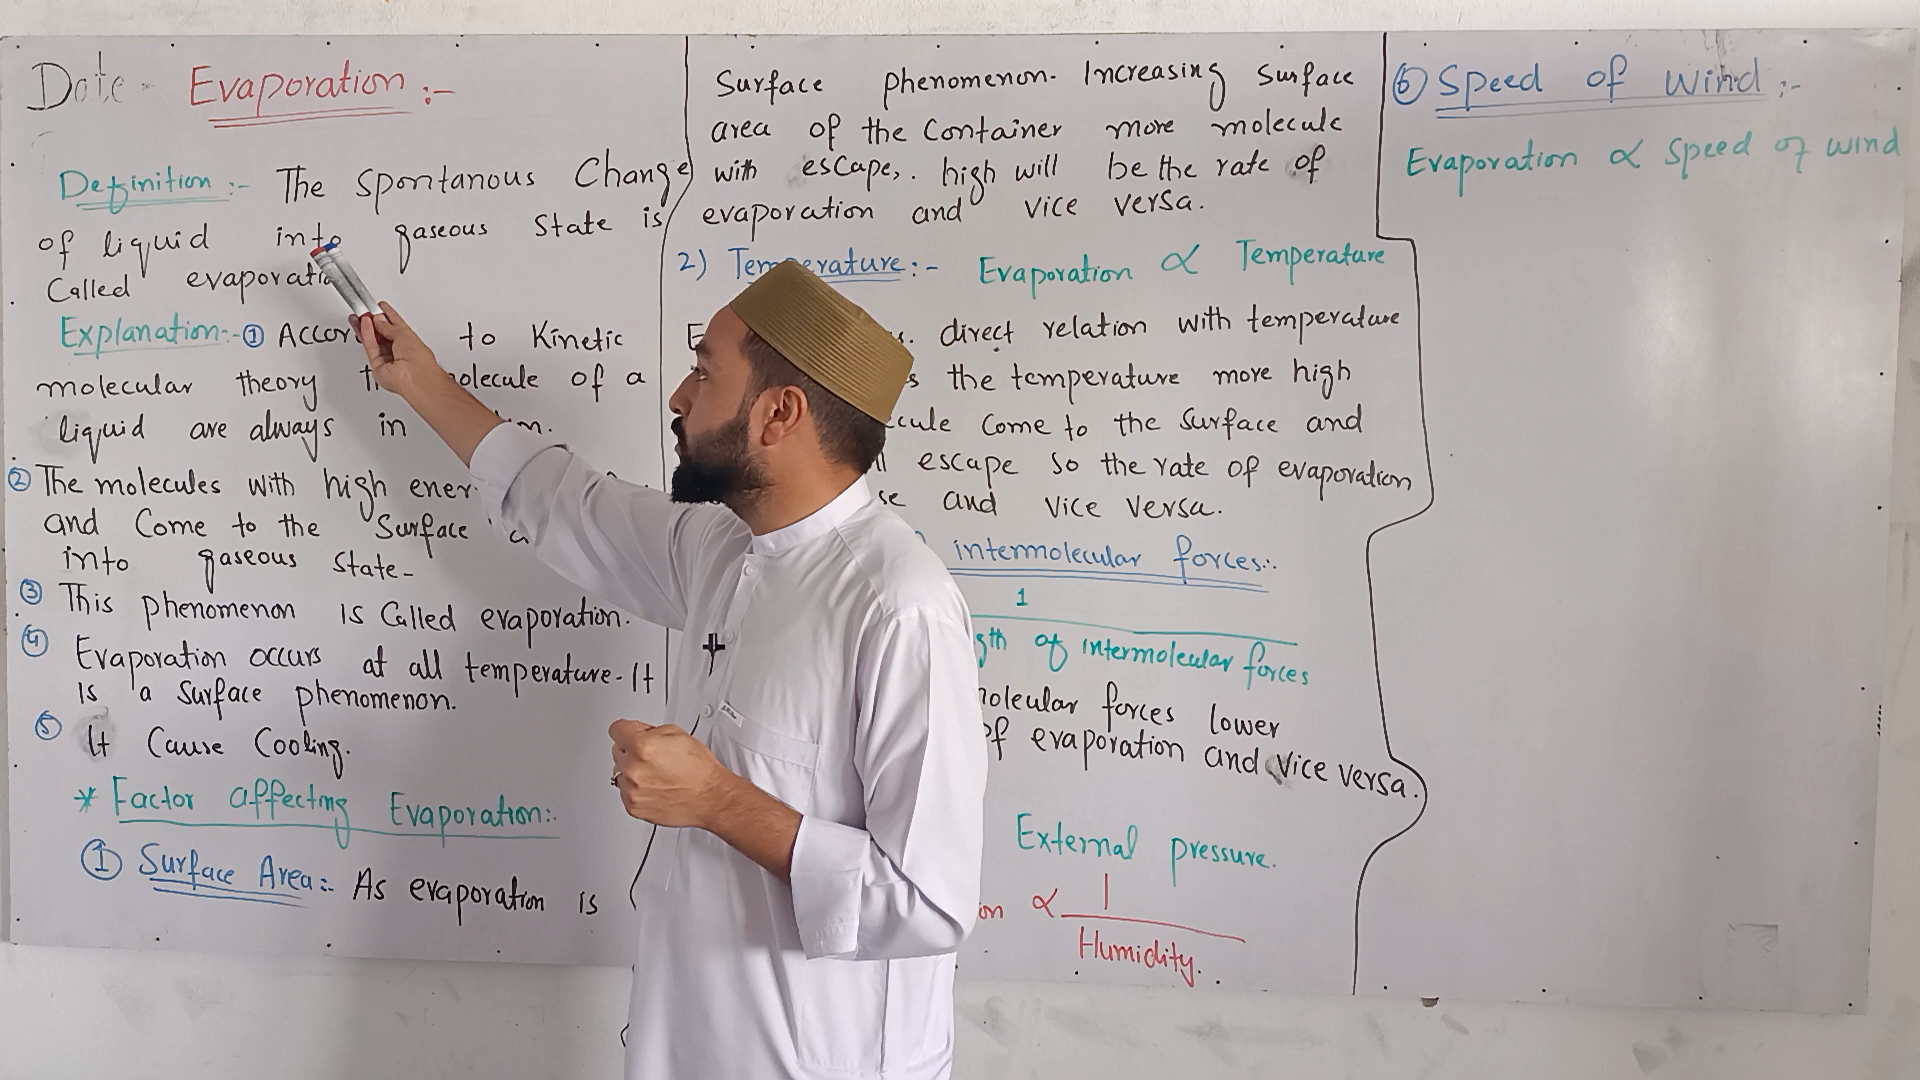 Date - Evaporation :-
Definition :- The Spontanous Change
of liquid into gaseous State is
Called
Explanation:- ① to Kinetic
molecular theory of a
liquid are always in
② The molecules with high
and Come to the Surface
into gaseous state-
③ This phenomenon is Called evaporation.
④ Evaporation occurs at all temperature. It
is a Surface phenomenon.
⑤ It Cause Cooling.
* Factor affecting Evaporation:.
① Surface Area:- As evaporation is
Surface phenomenon. Increasing Surface
area of the Container more molecule
with escape,. high will be the rate of
evaporation and vice versa.
2) Temperature:- Evaporation ∝ Temperature
direct relation with temperature
the temperature more high
Come to the Surface and
escape so the rate of evaporation
and vice versa.
intermolecular forces:.
1
of intermolecular forces
forces lower
of evaporation and vice versa.
External pressure.
∝ 1
Humidity.
⑥ Speed of Wind :-
Evaporation ∝ Speed of wind